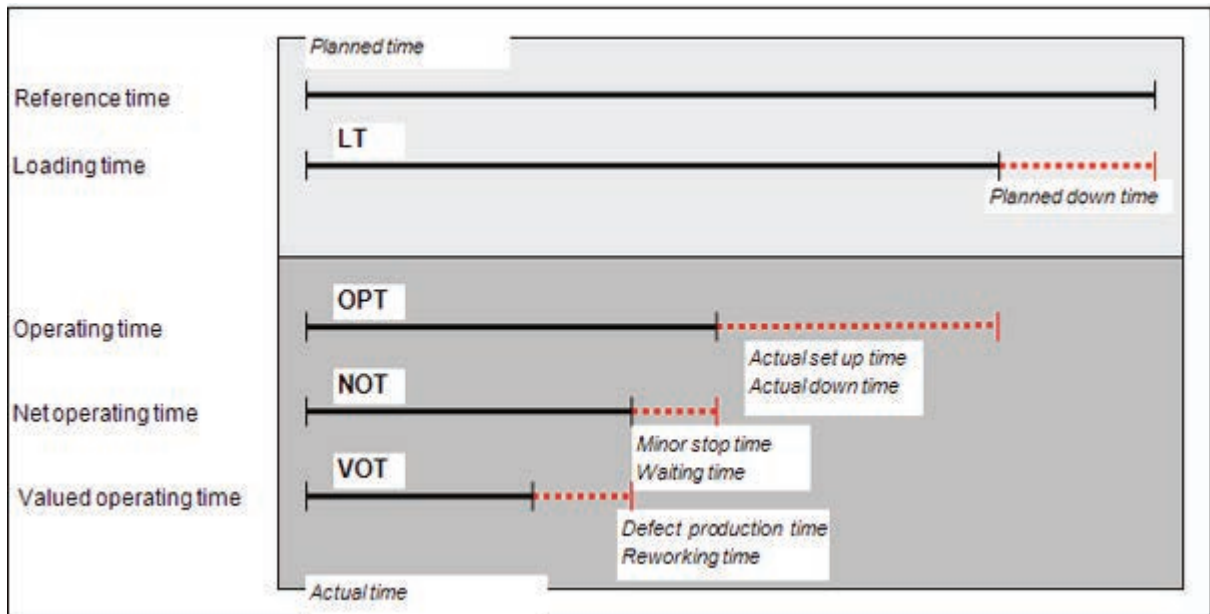 Planned time
Reference time
LT
Loading time
Planned down time
OPT
Operating time
Actual set up time
Actual down time
NOT
Net operating time
Minor stop time
Waiting time
VOT
Valued operating time
Defect production time
Reworking time
Actual time